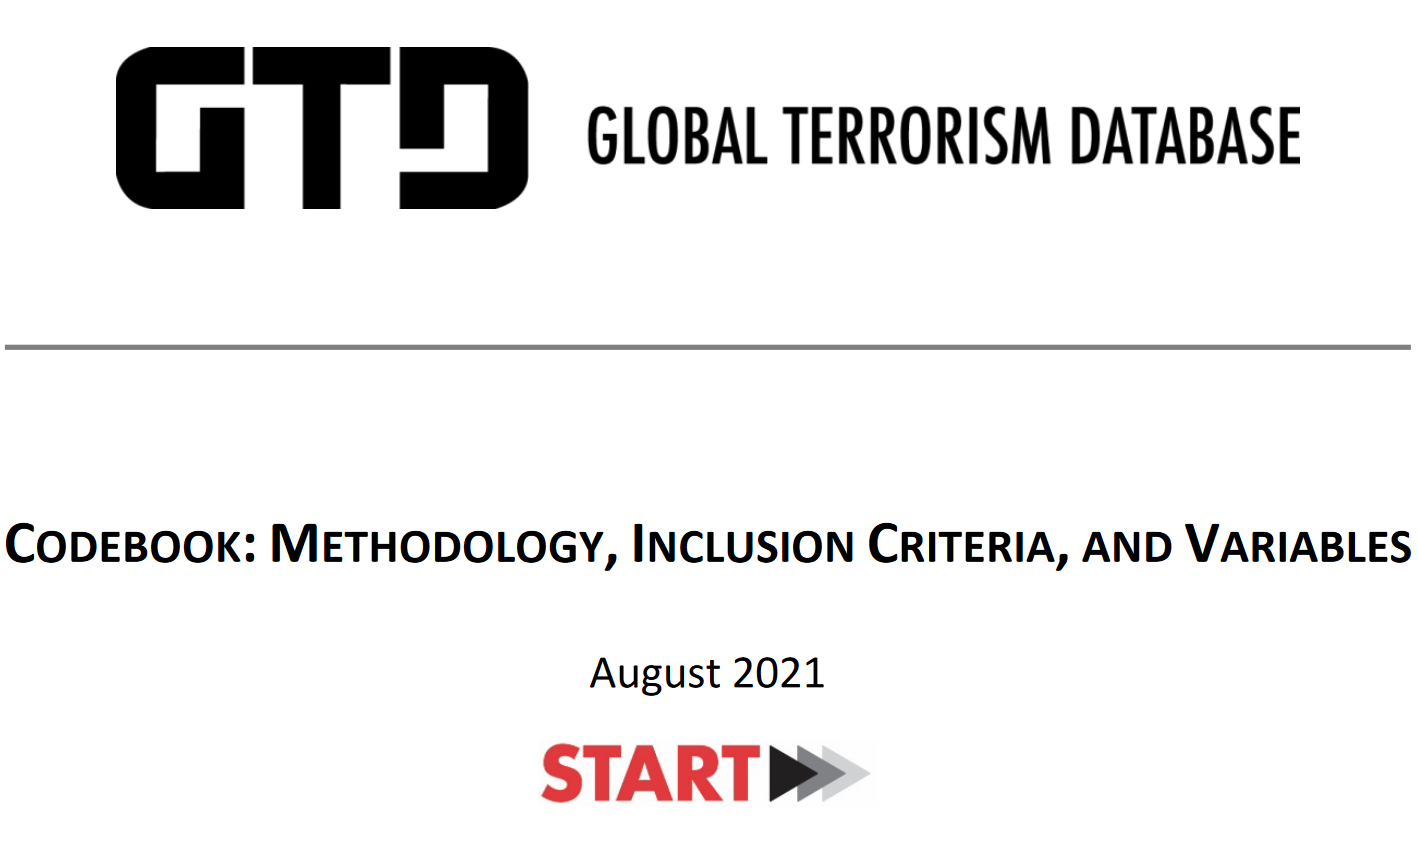 GTD GLOBAL TERRORISM DATABASE
CODEBOOK: METHODOLOGY, INCLUSION CRITERIA, AND VARIABLES
August 2021
START